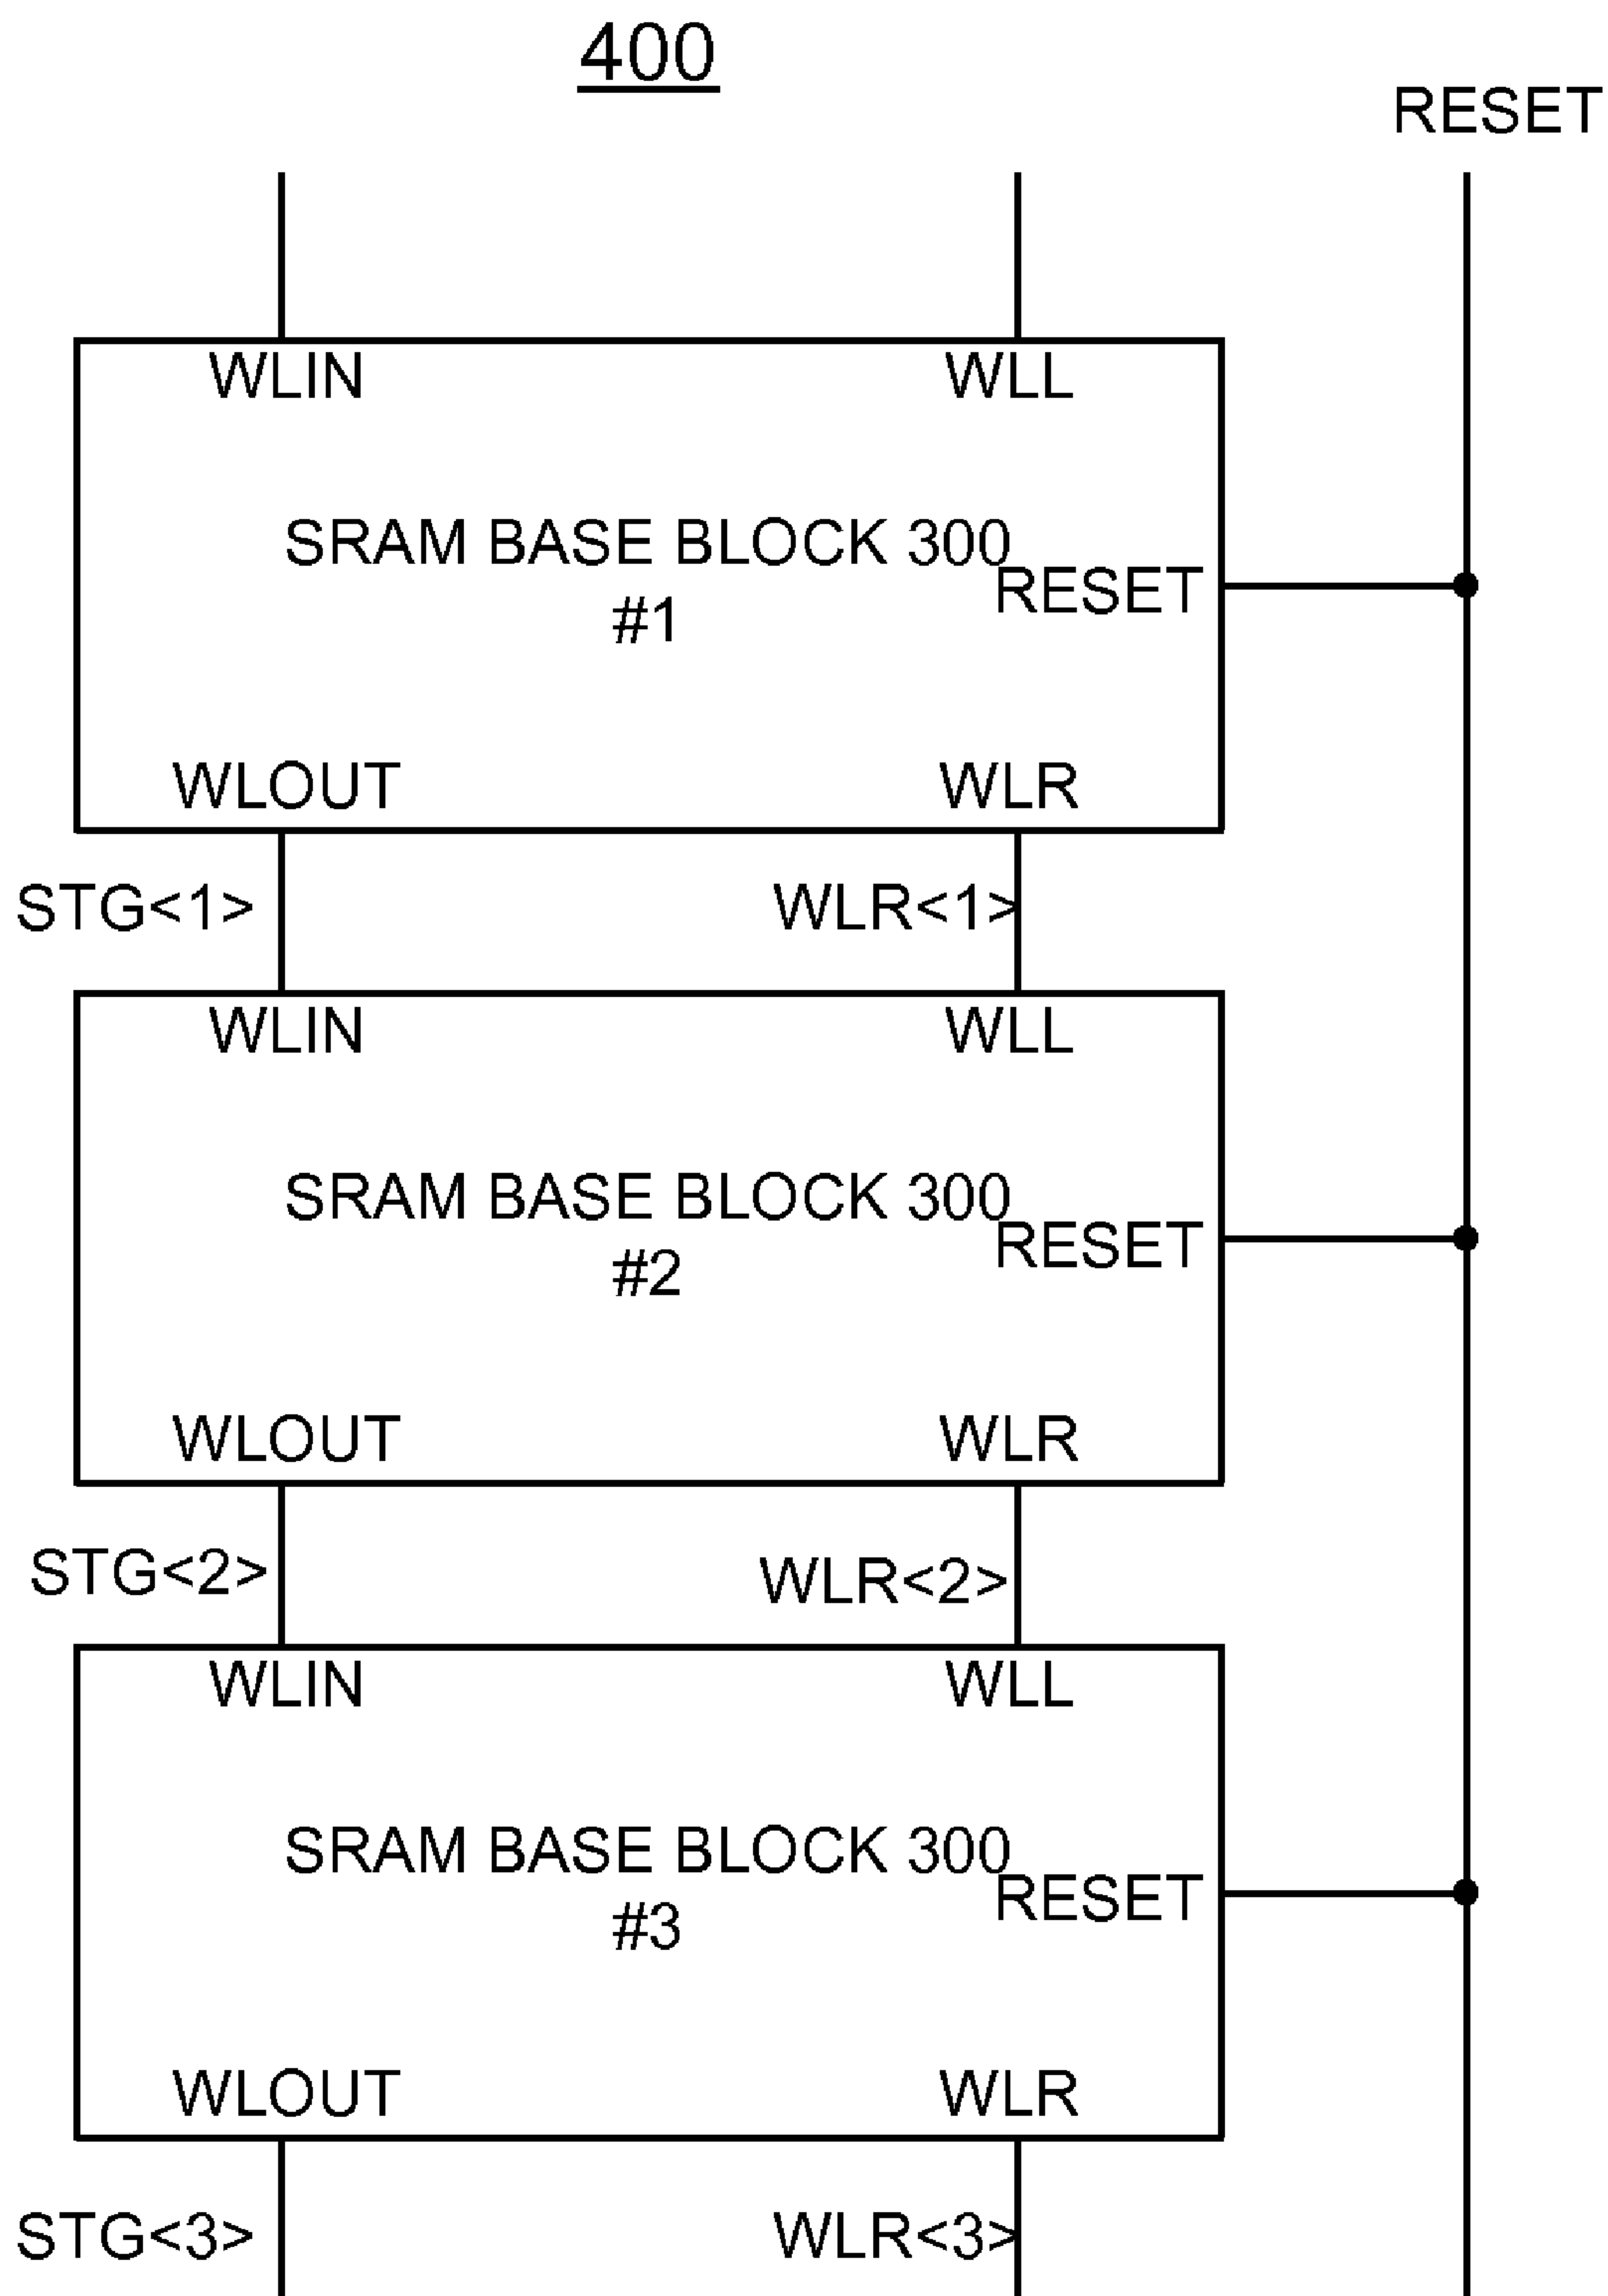 400
RESET
WLIN
WLL
SRAM BASE BLOCK 300
RESET
#1
WLOUT
WLR
STG<1>
WLR<1>
WLIN
WLL
SRAM BASE BLOCK 300
RESET
#2
WLOUT
WLR
STG<2>
WLR<2>
WLIN
WLL
SRAM BASE BLOCK 300
RESET
#3
WLOUT
WLR
STG<3>
WLR<3>